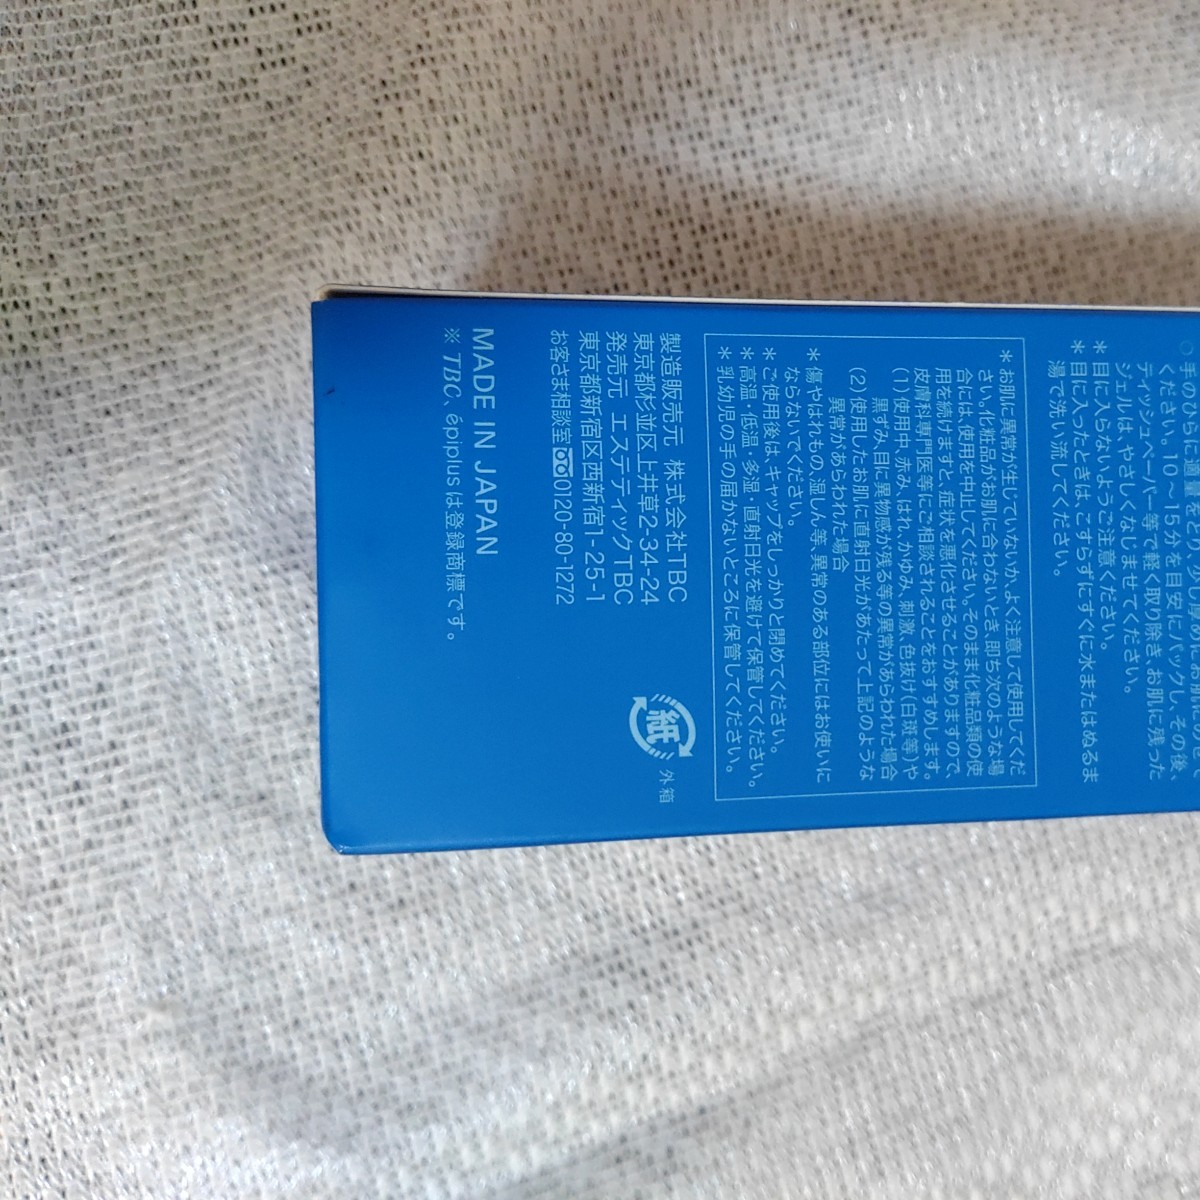 手のひらに適量を
ください。10～15分を目安にパックし、その後、
ティッシュペーパー等で軽く取り除き、お肌に残った
ジェルは、やさしくなじませてください。
＊目に入らないようご注意ください。
＊目に入ったときは、こすらずにすぐに水またはぬるま
湯で洗い流してください。
＊お肌に異常が生じていないか、よく注意して使用してくだ
さい。化粧品がお肌に合わないとき、即ち次のような場
合には、使用を中止してください。そのまま化粧品類の使
用を続けますと、症状を悪化させることがありますので、
皮膚科専門医等にご相談されることをおすすめします。
(1)使用中、赤み、はれ、かゆみ、刺激、色抜け(白斑等)や
黒ずみ、目に異物感が残る等の異常があらわれた場合
(2)使用したお肌に直射日光があたって上記のような
異常があらわれた場合
＊傷やはれもの、湿しん等、異常のある部位にはお使いに
ならないでください。
＊ご使用後は、キャップをしっかりと閉めてください。
＊高温・低温・多湿・直射日光を避けて保管してください。
＊乳幼児の手の届かないところに保管してください。
製造販売元 株式会社TBC
東京都杉並区上井草2-34-24
発売元 エステティックTBC
東京都新宿区西新宿1-25-1
お客さま相談室0120-80-1272
紙 外箱
MADE IN JAPAN
※TBC、épiplusは登録商標です。